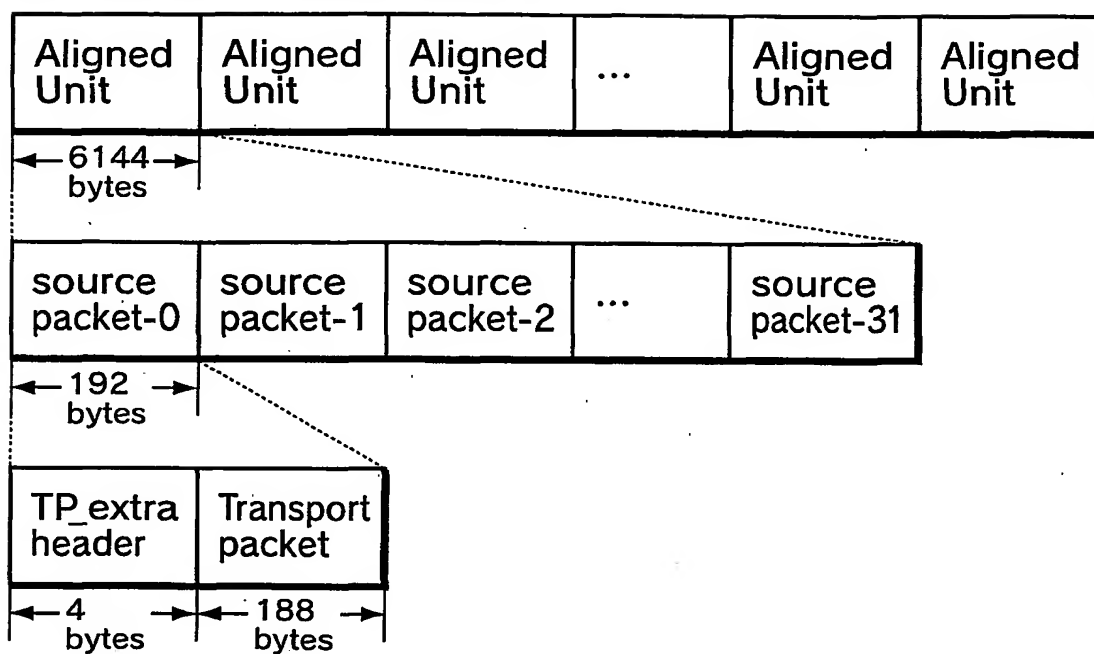 Aligned Unit
Aligned Unit
Aligned Unit
...
Aligned Unit
Aligned Unit
6144 bytes
source packet-0
source packet-1
source packet-2
...
source packet-31
192 bytes
TP_extra header
Transport packet
4 bytes
188 bytes